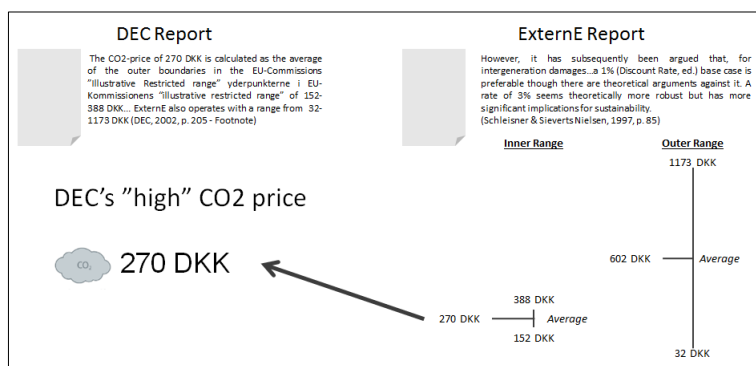 DEC Report
The CO2-price of 270 DKK is calculated as the average
of the outer boundaries in the EU-Commissions
"Illustrative Restricted range" yderpunkterne i EU-
Kommissionens "illustrative restricted range" of 152-
388 DKK... ExternE also operates with a range from 32-
1173 DKK (DEC, 2002, p. 205 - Footnote)
ExternE Report
However, it has subsequently been argued that, for
intergeneration damages...a 1% (Discount Rate, ed.) base case is
preferable though there are theoretical arguments against it. A
rate of 3% seems theoretically more robust but has more
significant implications for sustainability.
(Schleisner & Sieverts Nielsen, 1997, p. 85)
Inner Range
Outer Range
1173 DKK
DEC's "high" CO2 price
CO2
270 DKK
602 DKK
Average
388 DKK
270 DKK
Average
152 DKK
32 DKK